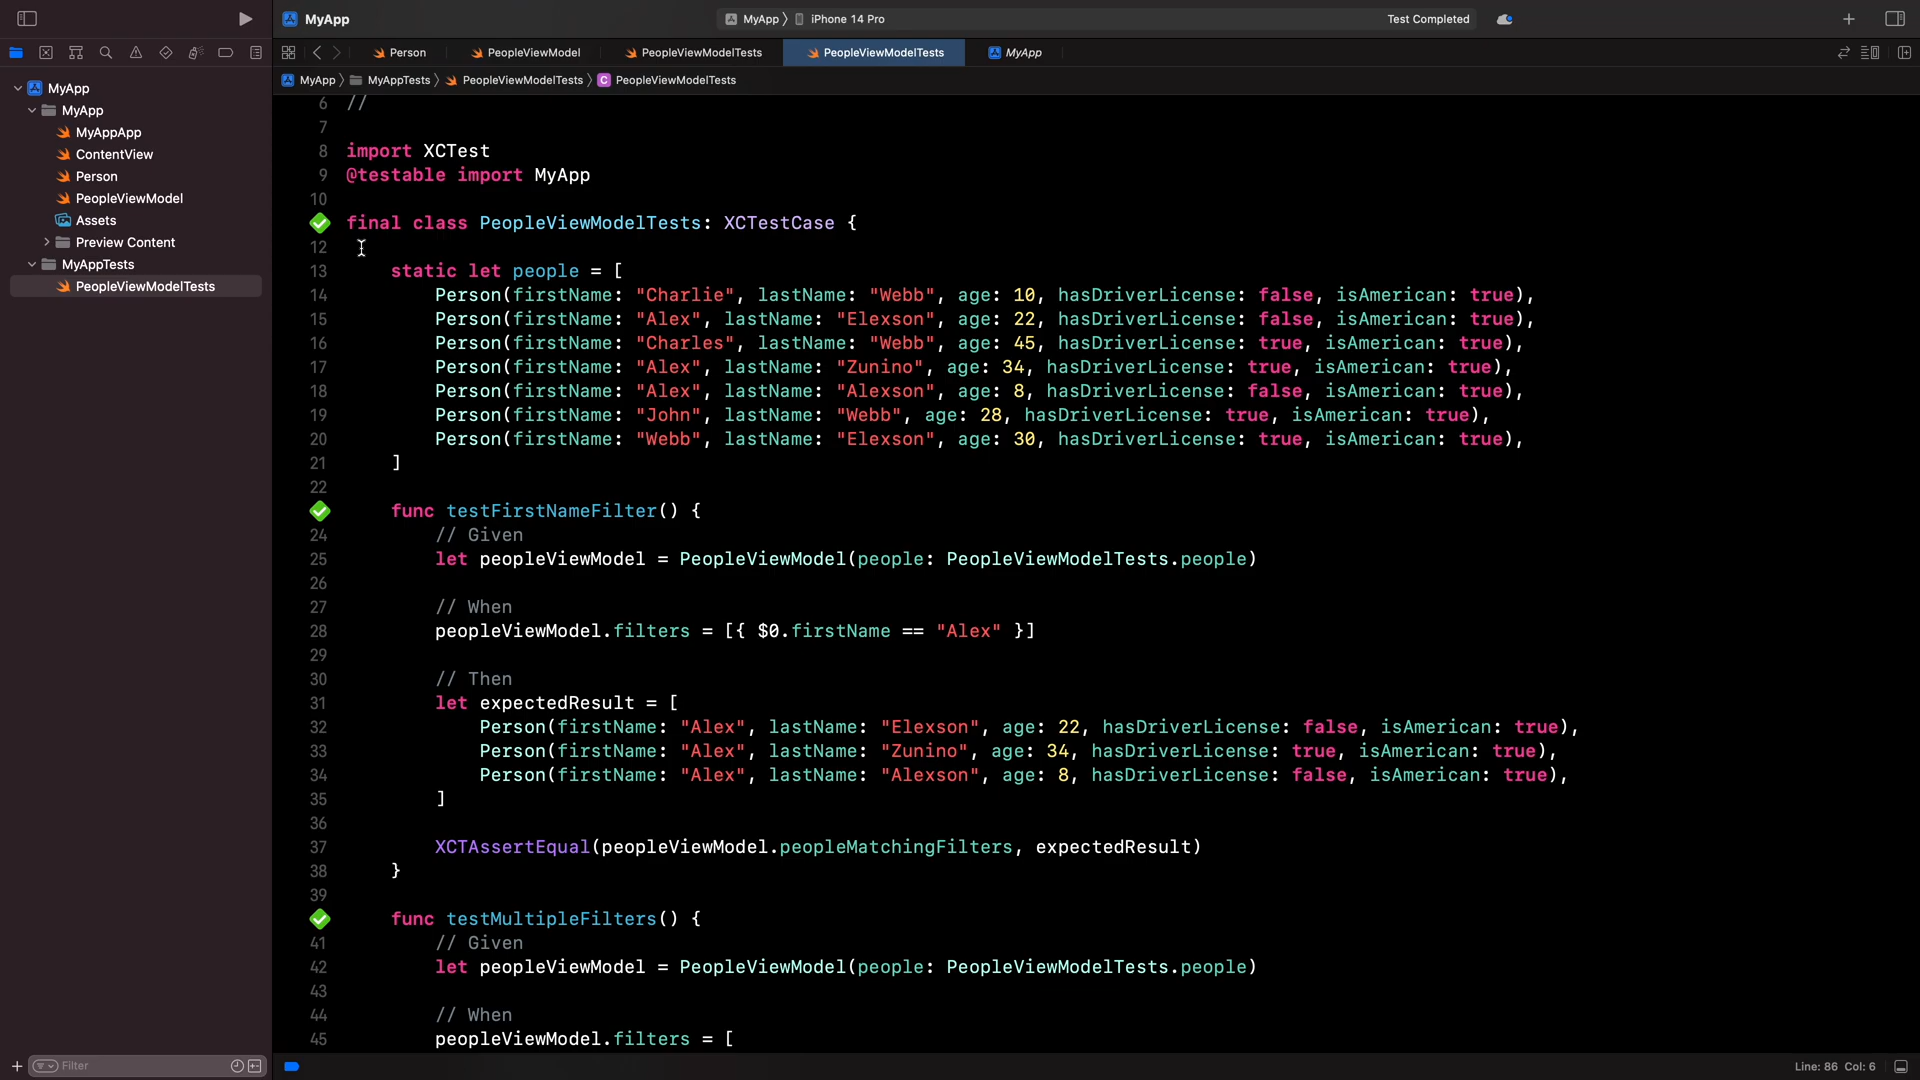 MyApp
MyApp
iPhone 14 Pro
Test Completed
Person
PeopleViewModel
PeopleViewModelTests
PeopleViewModelTests
MyApp
MyApp
MyAppTests
PeopleViewModelTests
C
PeopleViewModelTests
MyApp
MyApp
MyAppApp
ContentView
Person
PeopleViewModel
Assets
Preview Content
MyAppTests
PeopleViewModelTests
6 //
7
8 import XCTest
9 @testable import MyApp
10
final class PeopleViewModelTests: XCTestCase {
12
13 static let people = [
14 Person(firstName: "Charlie", lastName: "Webb", age: 10, hasDriverLicense: false, isAmerican: true),
15 Person(firstName: "Alex", lastName: "Elexson", age: 22, hasDriverLicense: false, isAmerican: true),
16 Person(firstName: "Charles", lastName: "Webb", age: 45, hasDriverLicense: true, isAmerican: true),
17 Person(firstName: "Alex", lastName: "Zunino", age: 34, hasDriverLicense: true, isAmerican: true),
18 Person(firstName: "Alex", lastName: "Alexson", age: 8, hasDriverLicense: false, isAmerican: true),
19 Person(firstName: "John", lastName: "Webb", age: 28, hasDriverLicense: true, isAmerican: true),
20 Person(firstName: "Webb", lastName: "Elexson", age: 30, hasDriverLicense: true, isAmerican: true),
21 ]
22
func testFirstNameFilter() {
24 // Given
25 let peopleViewModel = PeopleViewModel(people: PeopleViewModelTests.people)
26
27 // When
28 peopleViewModel.filters = [{ $0.firstName == "Alex" }]
29
30 // Then
31 let expectedResult = [
32 Person(firstName: "Alex", lastName: "Elexson", age: 22, hasDriverLicense: false, isAmerican: true),
33 Person(firstName: "Alex", lastName: "Zunino", age: 34, hasDriverLicense: true, isAmerican: true),
34 Person(firstName: "Alex", lastName: "Alexson", age: 8, hasDriverLicense: false, isAmerican: true),
35 ]
36
37 XCTAssertEqual(peopleViewModel.peopleMatchingFilters, expectedResult)
38 }
39
func testMultipleFilters() {
41 // Given
42 let peopleViewModel = PeopleViewModel(people: PeopleViewModelTests.people)
43
44 // When
45 peopleViewModel.filters = [
Filter
Line: 86 Col: 6